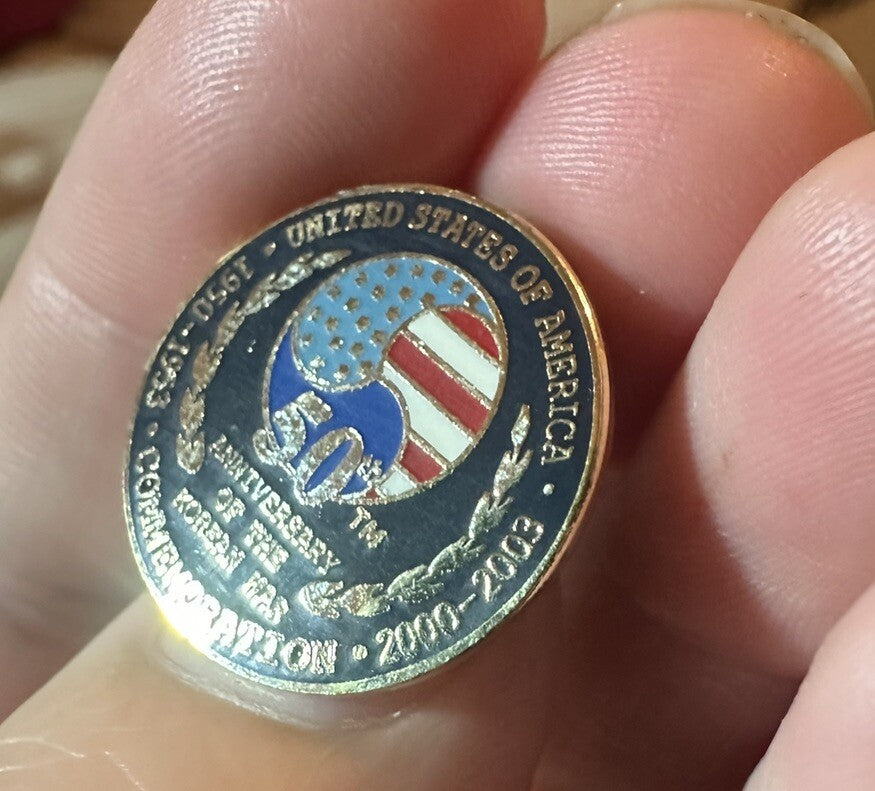 UNITED STATES OF AMERICA
1950-1953
50th
TM
ANNIVERSARY
OF THE
KOREAN WAR
COMMEMORATION
2000-2003